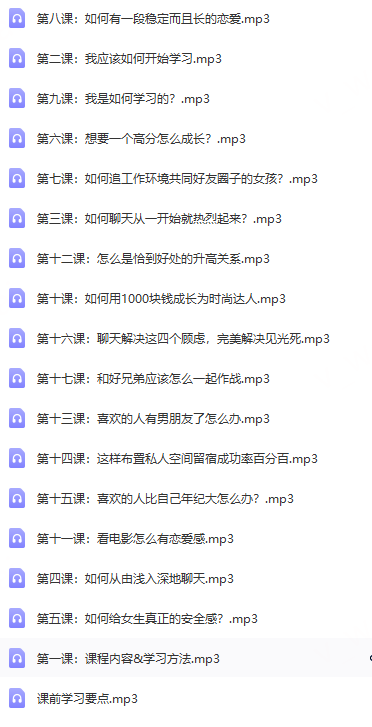 第八课：如何有一段稳定而且长的恋爱.mp3
第二课：我应该如何开始学习.mp3
第九课：我是如何学习的？.mp3
第六课：想要一个高分怎么成长？.mp3
第七课：如何追工作环境共同好友圈子的女孩？.mp3
第三课：如何聊天从一开始就热烈起来？.mp3
第十二课：怎么是恰到好处的升高关系.mp3
第十课：如何用1000块钱成长为时尚达人.mp3
第十六课：聊天解决这四个顾虑，完美解决见光死.mp3
第十七课：和好兄弟应该怎么一起作战.mp3
第十三课：喜欢的人有男朋友了怎么办.mp3
第十四课：这样布置私人空间留宿成功率百分百.mp3
第十五课：喜欢的人比自己年纪大怎么办？.mp3
第十一课：看电影怎么有恋爱感.mp3
第四课：如何从由浅入深地聊天.mp3
第五课：如何给女生真正的安全感？.mp3
第一课：课程内容&学习方法.mp3
课前学习要点.mp3